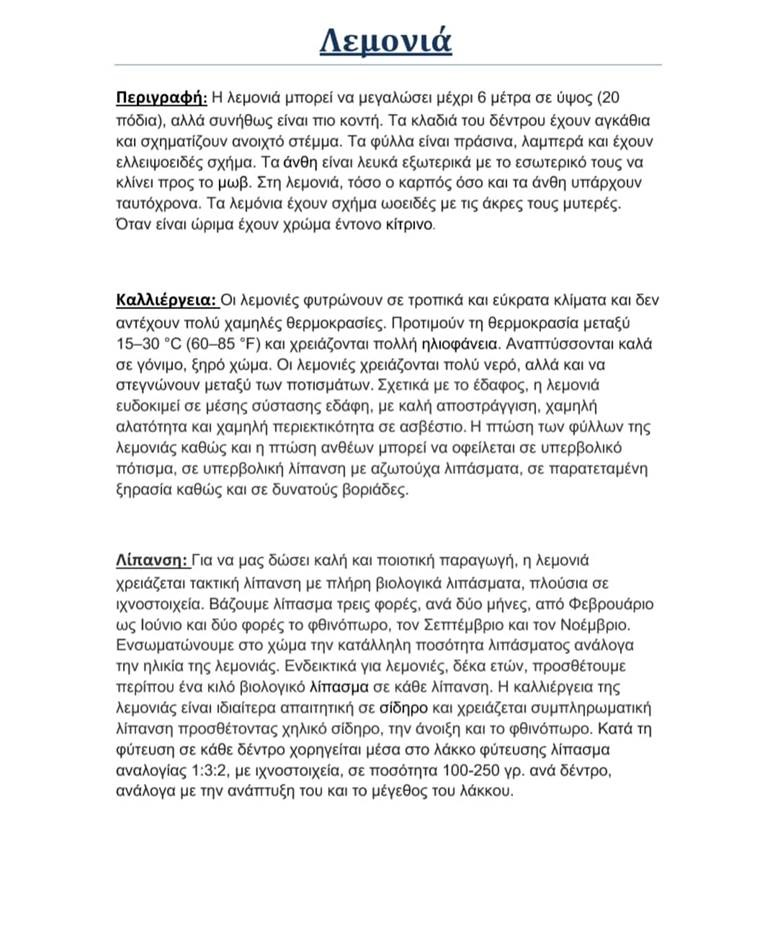 Λεμονιά
Περιγραφή: Η λεμονιά μπορεί να μεγαλώσει μέχρι 6 μέτρα σε ύψος (20
πόδια), αλλά συνήθως είναι πιο κοντή. Τα κλαδιά του δέντρου έχουν αγκάθια
και σχηματίζουν ανοιχτό στέμμα. Τα φύλλα είναι πράσινα, λαμπερά και έχουν
ελλειψοειδές σχήμα. Τα άνθη είναι λευκά εξωτερικά με το εσωτερικό τους να
κλίνει προς το μωβ. Στη λεμονιά, τόσο ο καρπός όσο και τα άνθη υπάρχουν
ταυτόχρονα. Τα λεμόνια έχουν σχήμα ωοειδές με τις άκρες τους μυτερές.
Όταν είναι ώριμα έχουν χρώμα έντονο κίτρινο.
Καλλιέργεια: Οι λεμονιές φυτρώνουν σε τροπικά και εύκρατα κλίματα και δεν
αντέχουν πολύ χαμηλές θερμοκρασίες. Προτιμούν τη θερμοκρασία μεταξύ
15–30 °C (60–85 °F) και χρειάζονται πολλή ηλιοφάνεια. Αναπτύσσονται καλά
σε γόνιμο, ξηρό χώμα. Οι λεμονιές χρειάζονται πολύ νερό, αλλά και να
στεγνώνουν μεταξύ των ποτισμάτων. Σχετικά με το έδαφος, η λεμονιά
ευδοκιμεί σε μέσης σύστασης εδάφη, με καλή αποστράγγιση, χαμηλή
αλατότητα και χαμηλή περιεκτικότητα σε ασβέστιο. Η πτώση των φύλλων της
λεμονιάς καθώς και η πτώση ανθέων μπορεί να οφείλεται σε υπερβολικό
πότισμα, σε υπερβολική λίπανση με αζωτούχα λιπάσματα, σε παρατεταμένη
ξηρασία καθώς και σε δυνατούς βοριάδες.
Λίπανση: Για να μας δώσει καλή και ποιοτική παραγωγή, η λεμονιά
χρειάζεται τακτική λίπανση με πλήρη βιολογικά λιπάσματα, πλούσια σε
ιχνοστοιχεία. Βάζουμε λίπασμα τρεις φορές, ανά δύο μήνες, από Φεβρουάριο
ως Ιούνιο και δύο φορές το φθινόπωρο, τον Σεπτέμβριο και τον Νοέμβριο.
Ενσωματώνουμε στο χώμα την κατάλληλη ποσότητα λιπάσματος ανάλογα
την ηλικία της λεμονιάς. Ενδεικτικά για λεμονιές, δέκα ετών, προσθέτουμε
περίπου ένα κιλό βιολογικό λίπασμα σε κάθε λίπανση. Η καλλιέργεια της
λεμονιάς είναι ιδιαίτερα απαιτητική σε σίδηρο και χρειάζεται συμπληρωματική
λίπανση προσθέτοντας χηλικό σίδηρο, την άνοιξη και το φθινόπωρο. Κατά τη
φύτευση σε κάθε δέντρο χορηγείται μέσα στο λάκκο φύτευσης λίπασμα
αναλογίας 1:3:2, με ιχνοστοιχεία, σε ποσότητα 100-250 γρ. ανά δέντρο,
ανάλογα με την ανάπτυξη του και το μέγεθος του λάκκου.